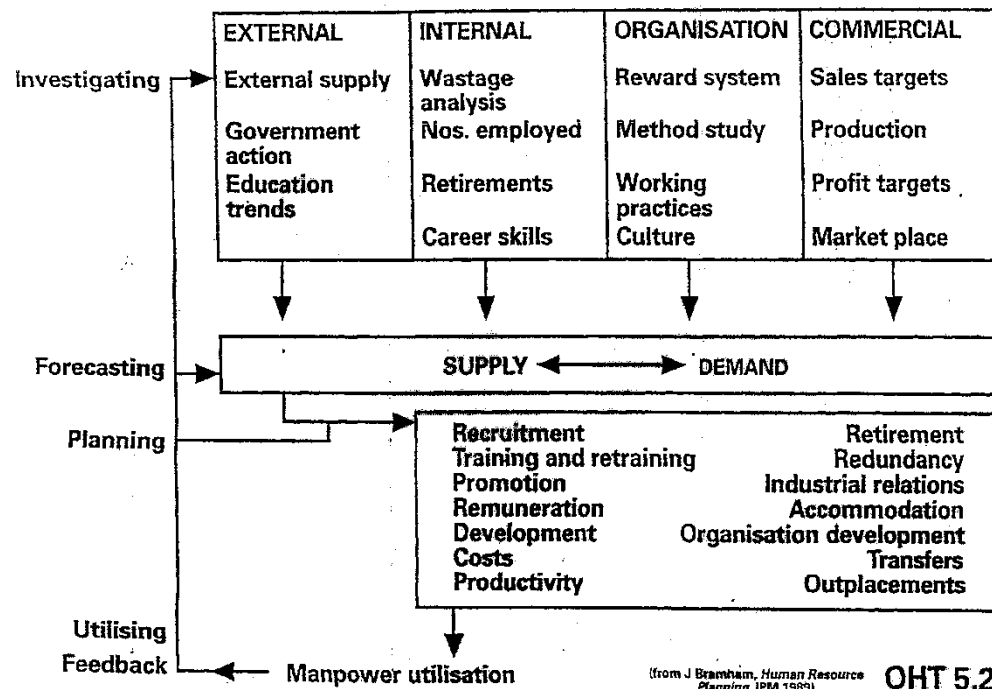 EXTERNAL
INTERNAL
ORGANISATION
COMMERCIAL
Investigating
External supply
Government
action
Education
trends
Wastage
analysis
Nos. employed
Retirements
Career skills
Reward system
Method study
Working
practices
Culture
Sales targets
Production
Profit targets
Market place
Forecasting
SUPPLY
DEMAND
Planning
Recruitment
Training and retraining
Promotion
Remuneration
Development
Costs
Productivity
Retirement
Redundancy
Industrial relations
Accommodation
Organisation development
Transfers
Outplacements
Utilising
Feedback
Manpower utilisation
(from J Bramham, Human Resource
Planning, IPM 1989)
OHT 5.2